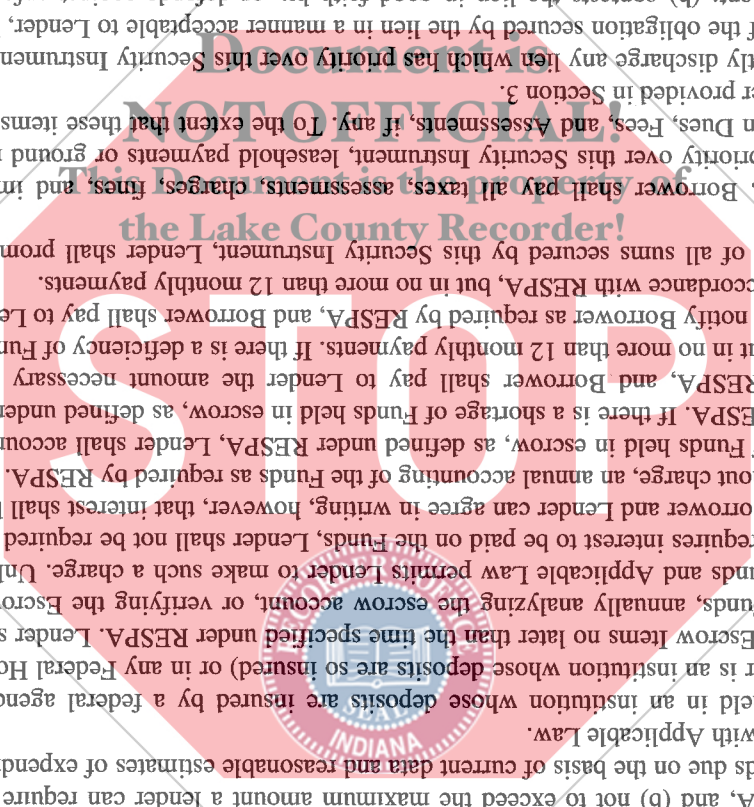 Document is
NOT OFFICIAL!
This Document is the property of
the Lake County Recorder!
STOP
RECORDER OFFICE
SEAL
INDIANA
A, and (b) not to exceed the maximum amount a lender can require
ds due on the basis of current data and reasonable estimates of expend
with Applicable Law.
eld in an institution whose deposits are insured by a federal agenc
r is an institution whose deposits are so insured) or in any Federal Ho
Escrow Items no later than the time specified under RESPA. Lender s
unds, annually analyzing the escrow account, or verifying the Escro
nds and Applicable Law permits Lender to make such a charge. Unl
requires interest to be paid on the Funds, Lender shall not be required
orrower and Lender can agree in writing, however, that interest shall
out charge, an annual accounting of the Funds as required by RESPA.
Funds held in escrow, as defined under RESPA, Lender shall accoun
ESPA. If there is a shortage of Funds held in escrow, as defined under
RESPA, and Borrower shall pay to Lender the amount necessary
ut in no more than 12 monthly payments. If there is a deficiency of Fun
notify Borrower as required by RESPA, and Borrower shall pay to Le
ccordance with RESPA, but in no more than 12 monthly payments.
of all sums secured by this Security Instrument, Lender shall prom
Borrower shall pay all taxes, assessments, charges, fines, and im
priority over this Security Instrument, leasehold payments or ground
n Dues, Fees, and Assessments, if any. To the extent that these items
r provided in Section 3.
tly discharge any lien which has priority over this Security Instrumen
f the obligation secured by the lien in a manner acceptable to Lender,